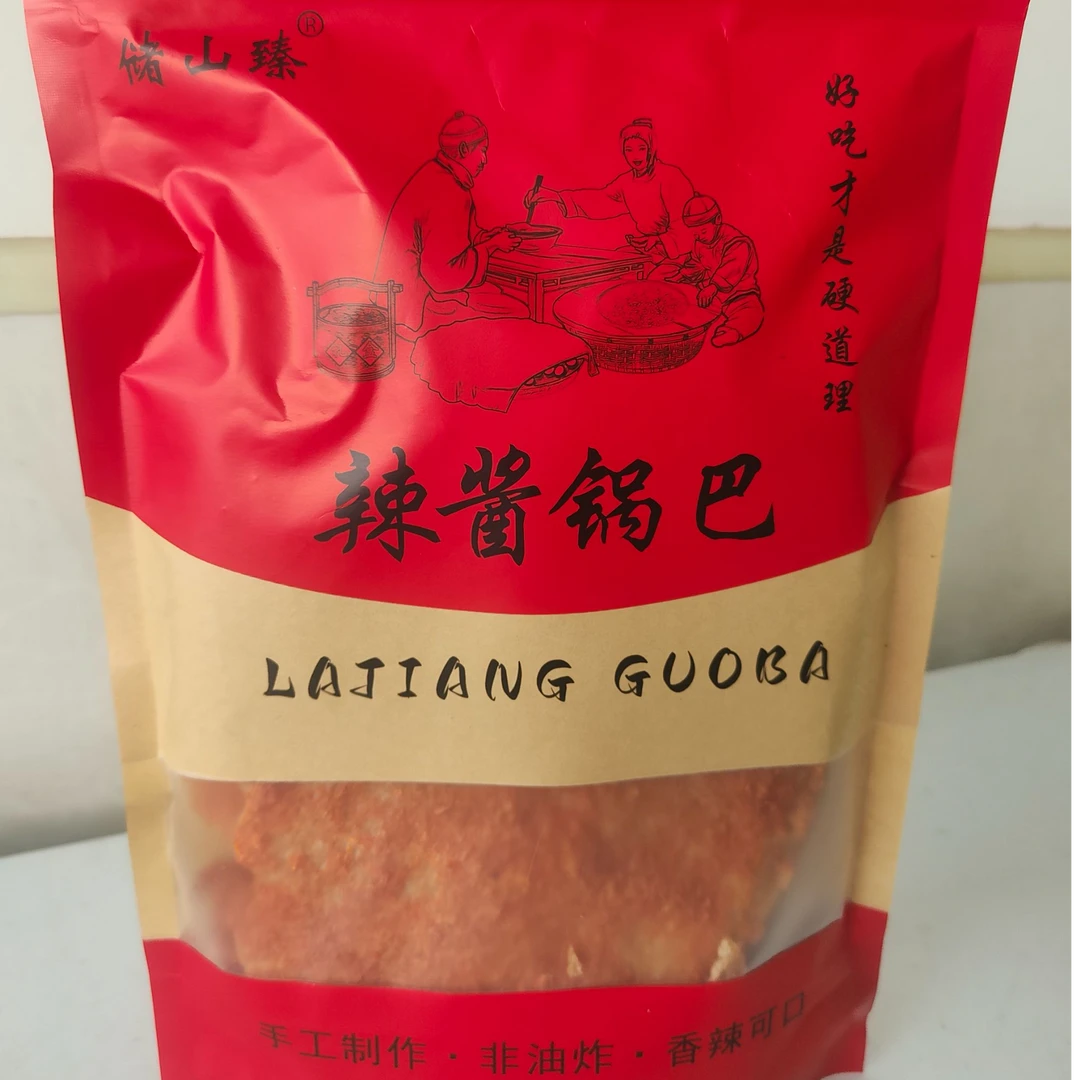 储山臻®
好吃才是硬道理
辣酱锅巴
LAJIANG GUOBA
手工制作·非油炸·香辣可口